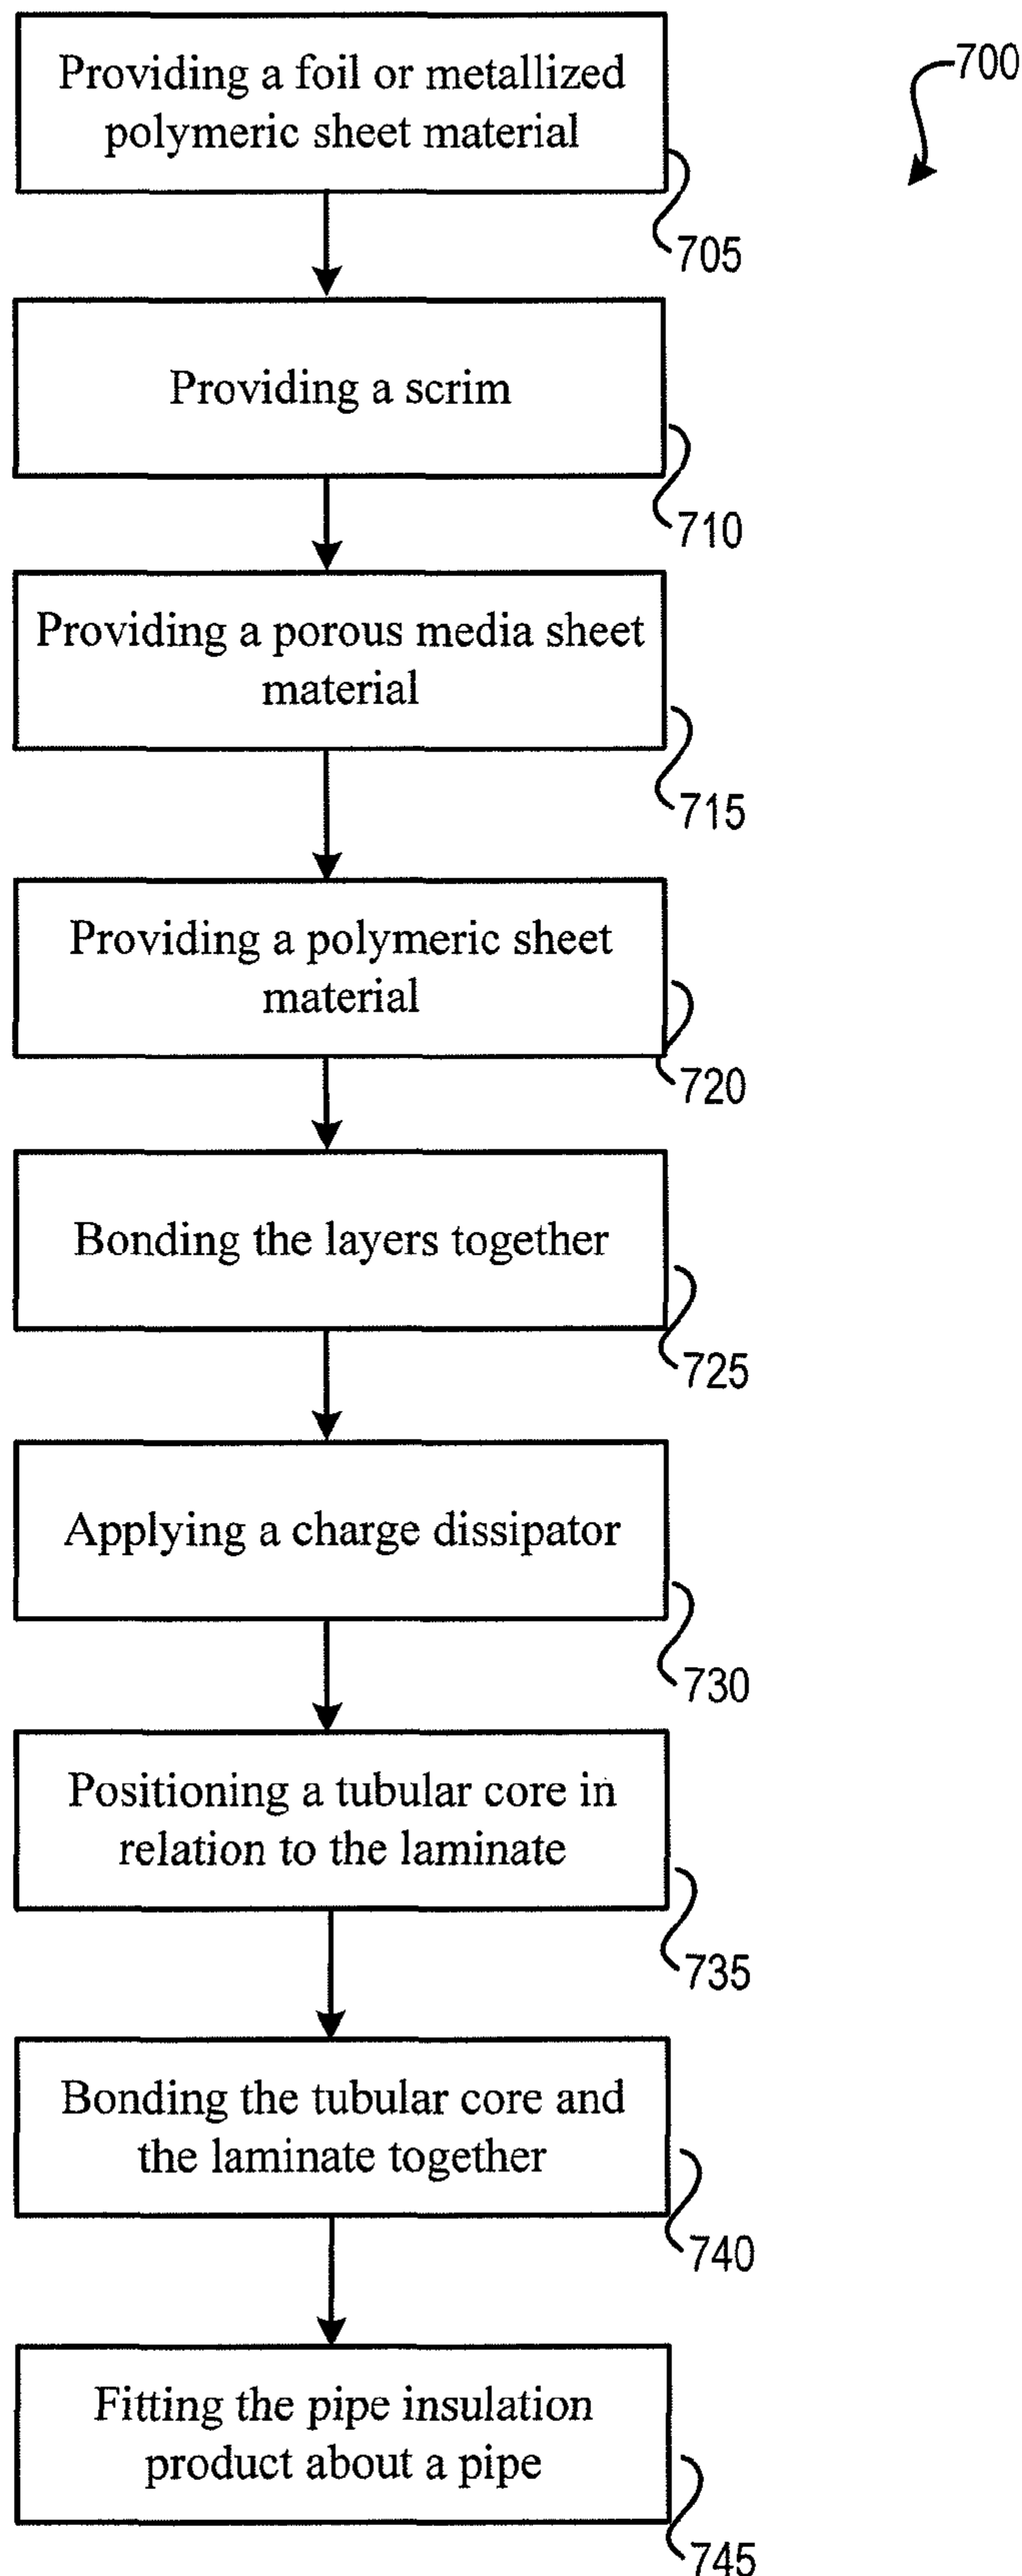 Providing a foil or metallized
polymeric sheet material
700
705
Providing a scrim
710
Providing a porous media sheet
material
715
Providing a polymeric sheet
material
720
Bonding the layers together
725
Applying a charge dissipator
730
Positioning a tubular core in
relation to the laminate
735
Bonding the tubular core and
the laminate together
740
Fitting the pipe insulation
product about a pipe
745